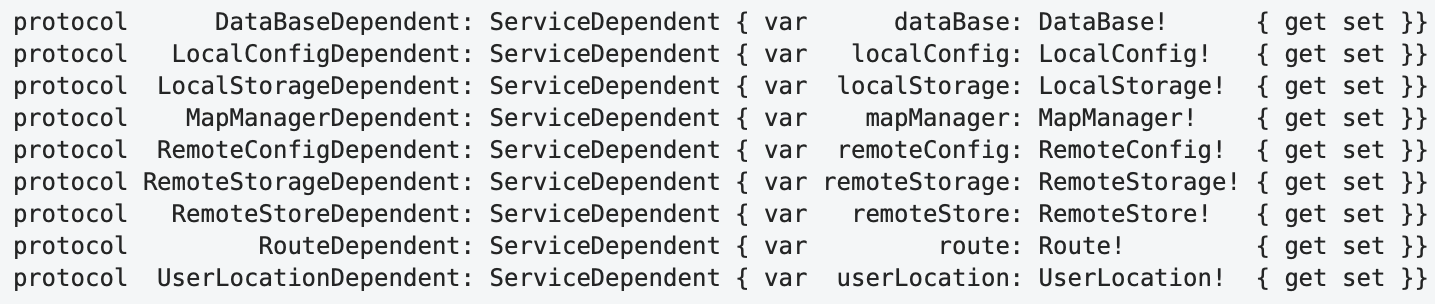 protocol      DataBaseDependent: ServiceDependent { var      dataBase: DataBase!      { get set }}
protocol   LocalConfigDependent: ServiceDependent { var   localConfig: LocalConfig!   { get set }}
protocol  LocalStorageDependent: ServiceDependent { var  localStorage: LocalStorage!  { get set }}
protocol    MapManagerDependent: ServiceDependent { var    mapManager: MapManager!    { get set }}
protocol  RemoteConfigDependent: ServiceDependent { var  remoteConfig: RemoteConfig!  { get set }}
protocol RemoteStorageDependent: ServiceDependent { var remoteStorage: RemoteStorage! { get set }}
protocol   RemoteStoreDependent: ServiceDependent { var   remoteStore: RemoteStore!   { get set }}
protocol         RouteDependent: ServiceDependent { var         route: Route!         { get set }}
protocol  UserLocationDependent: ServiceDependent { var  userLocation: UserLocation!  { get set }}